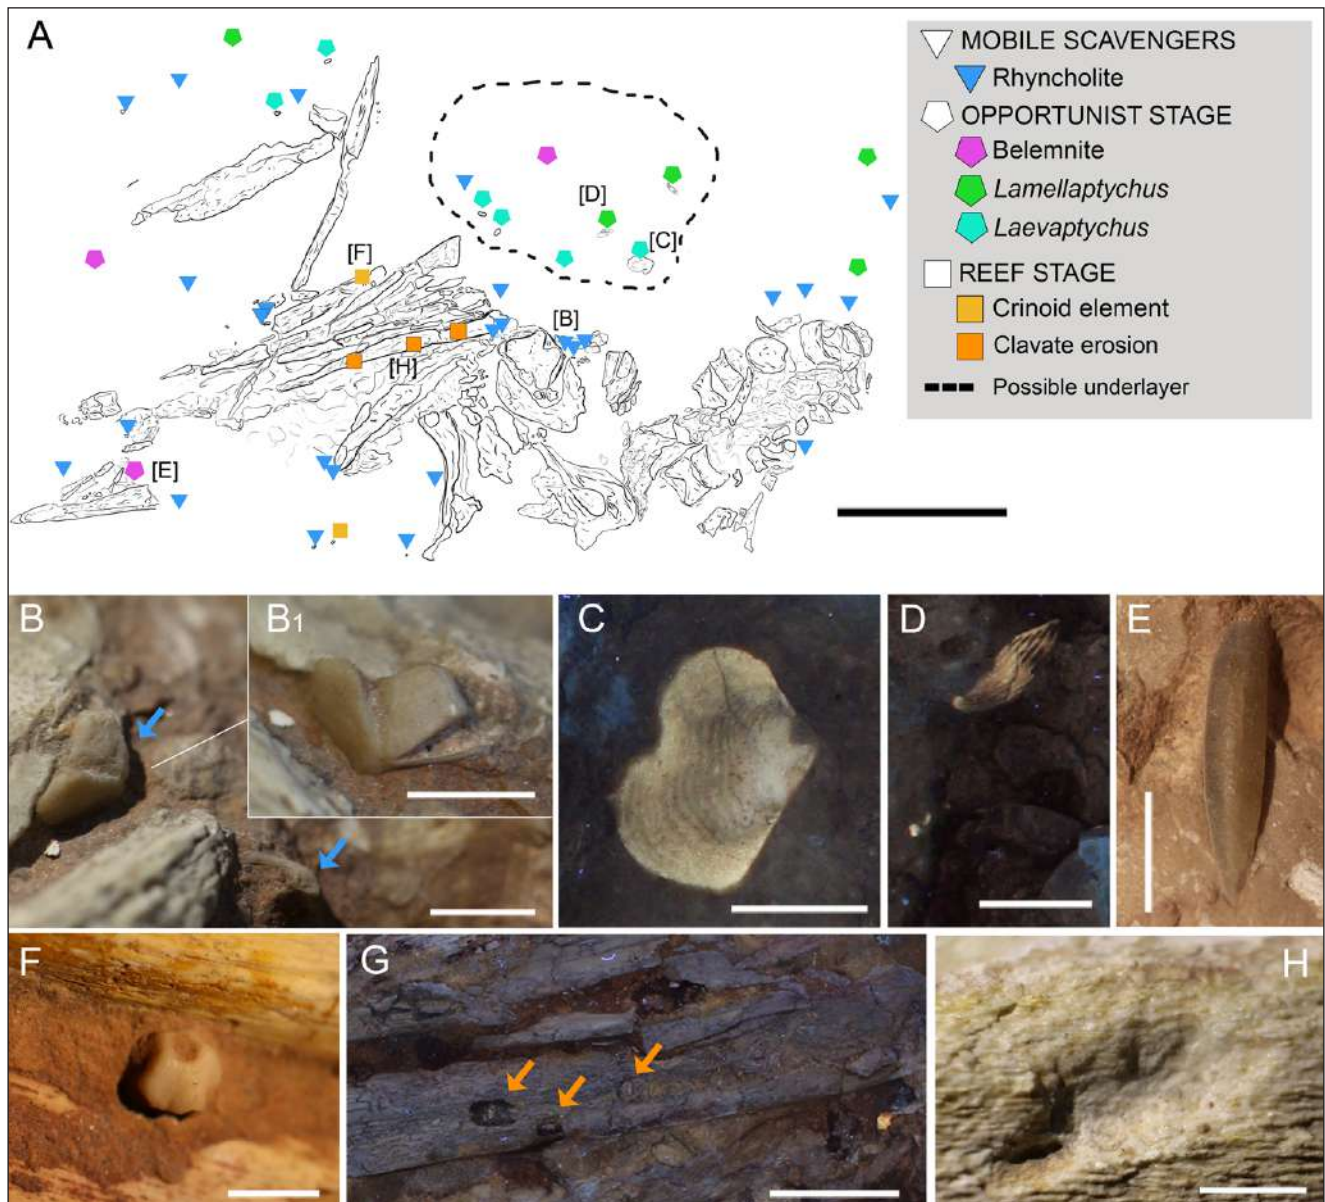 A
MOBILE SCAVENGERS
Rhyncholite
OPPORTUNIST STAGE
Belemnite
Lamellaptychus
Laevaptychus
REEF STAGE
Crinoid element
Clavate erosion
Possible underlayer
[D]
[C]
[F]
[B]
[H]
[E]
B
B1
C
D
E
F
G
H